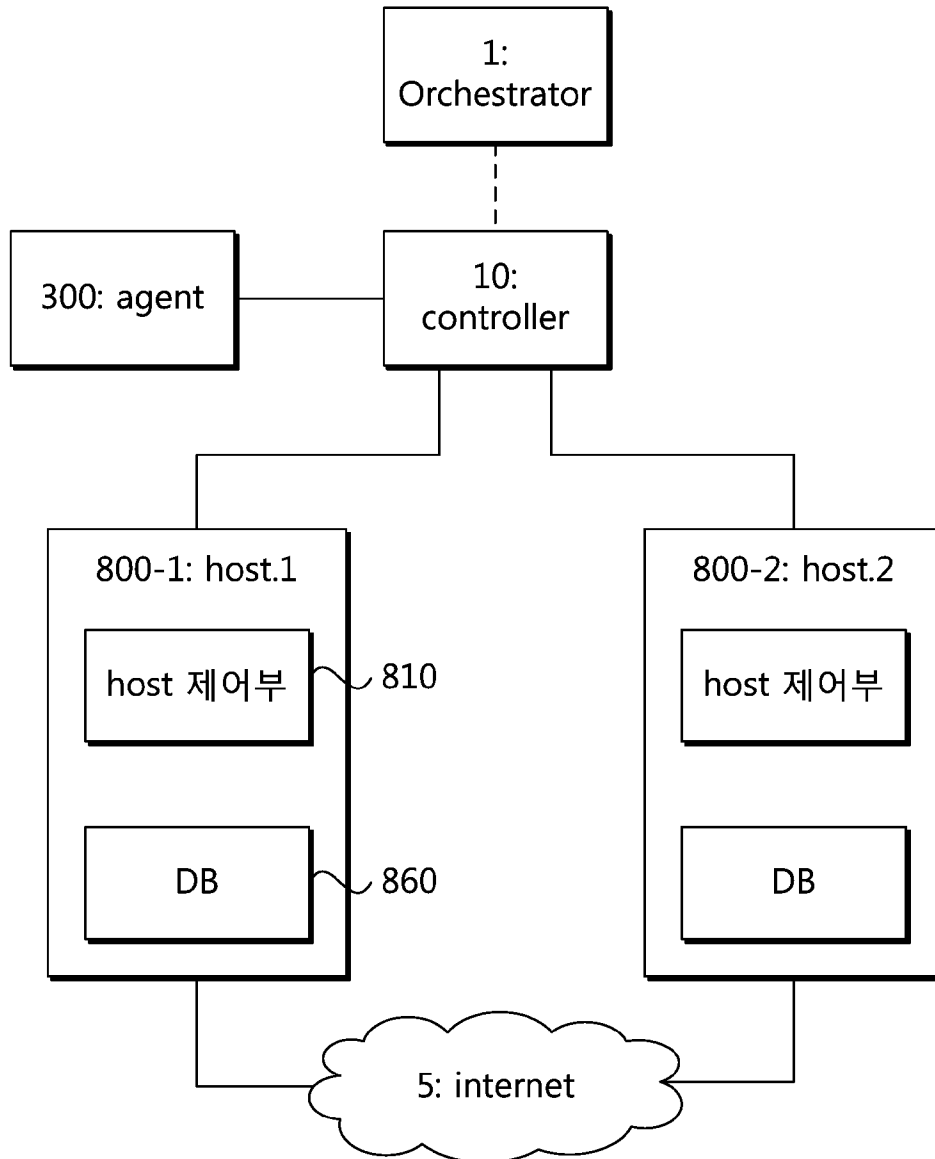 1:
Orchestrator
300: agent
10:
controller
800-1: host.1
800-2: host.2
host 제어부
810
host 제어부
DB
860
DB
5: internet